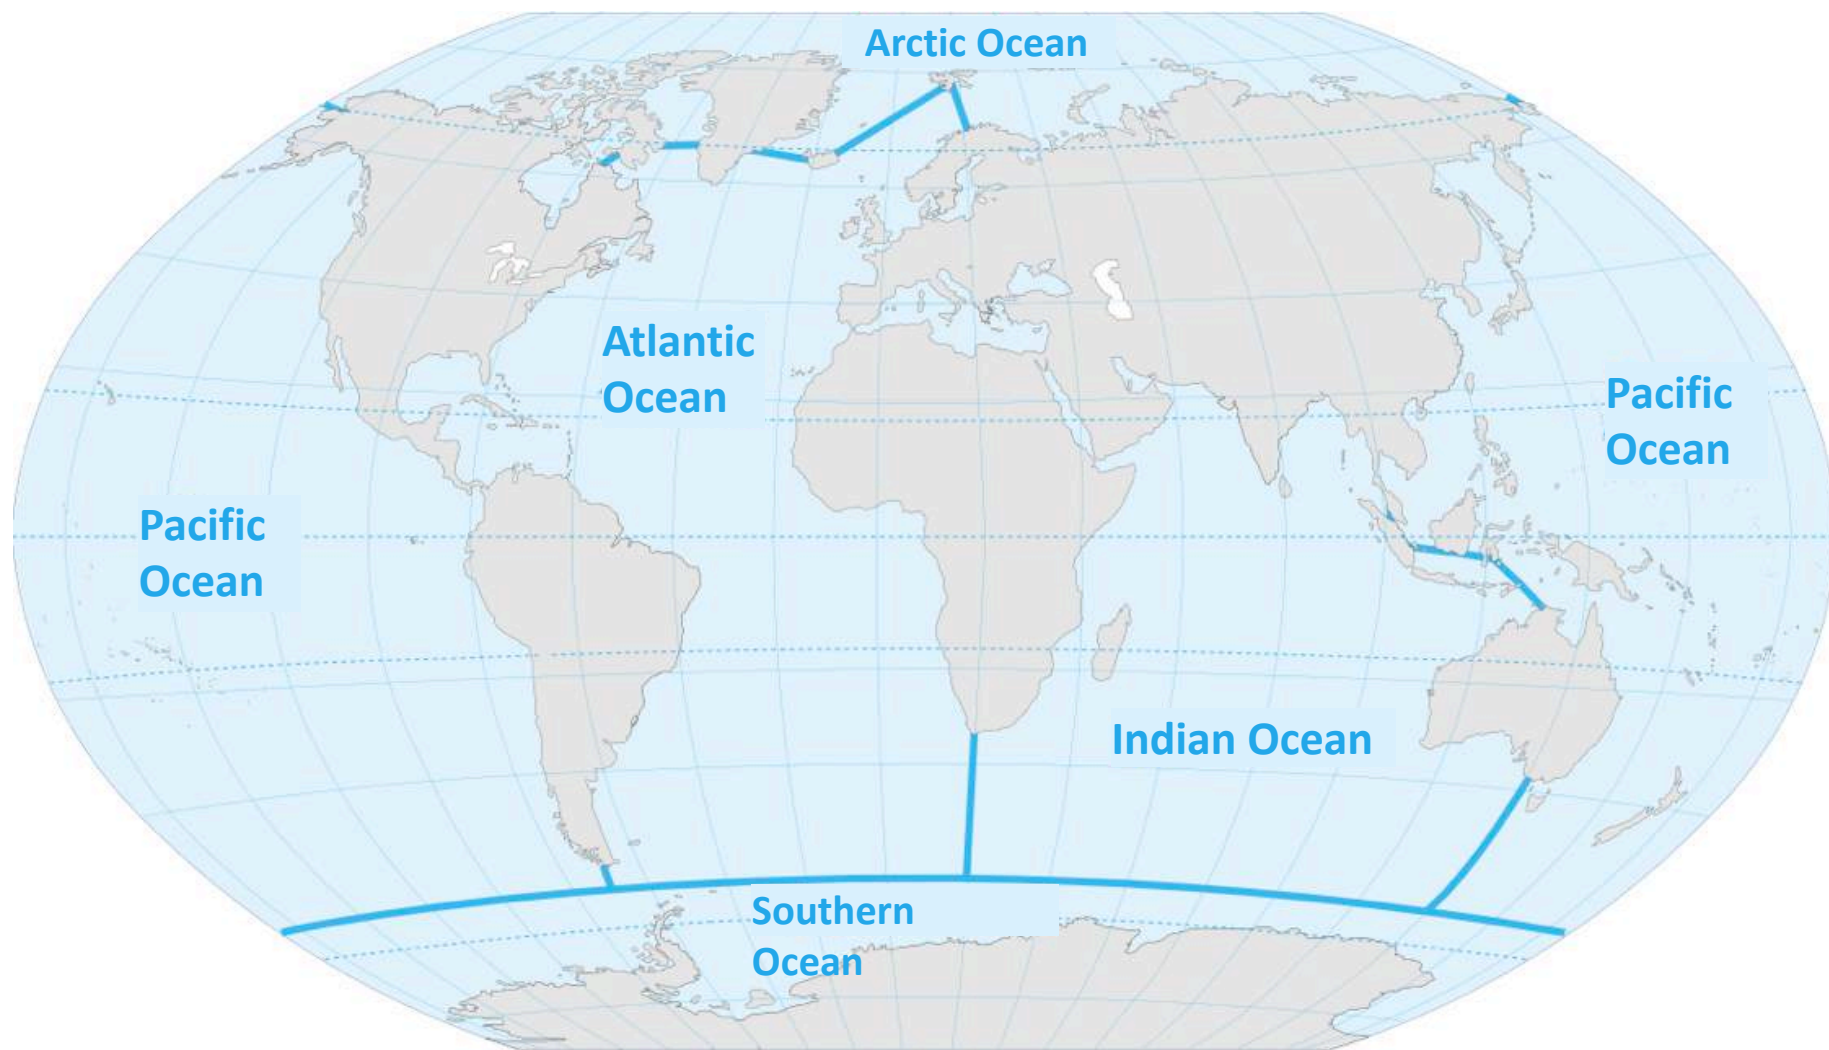 Arctic Ocean
Atlantic
Ocean
Pacific
Ocean
Pacific
Ocean
Indian Ocean
Southern
Ocean